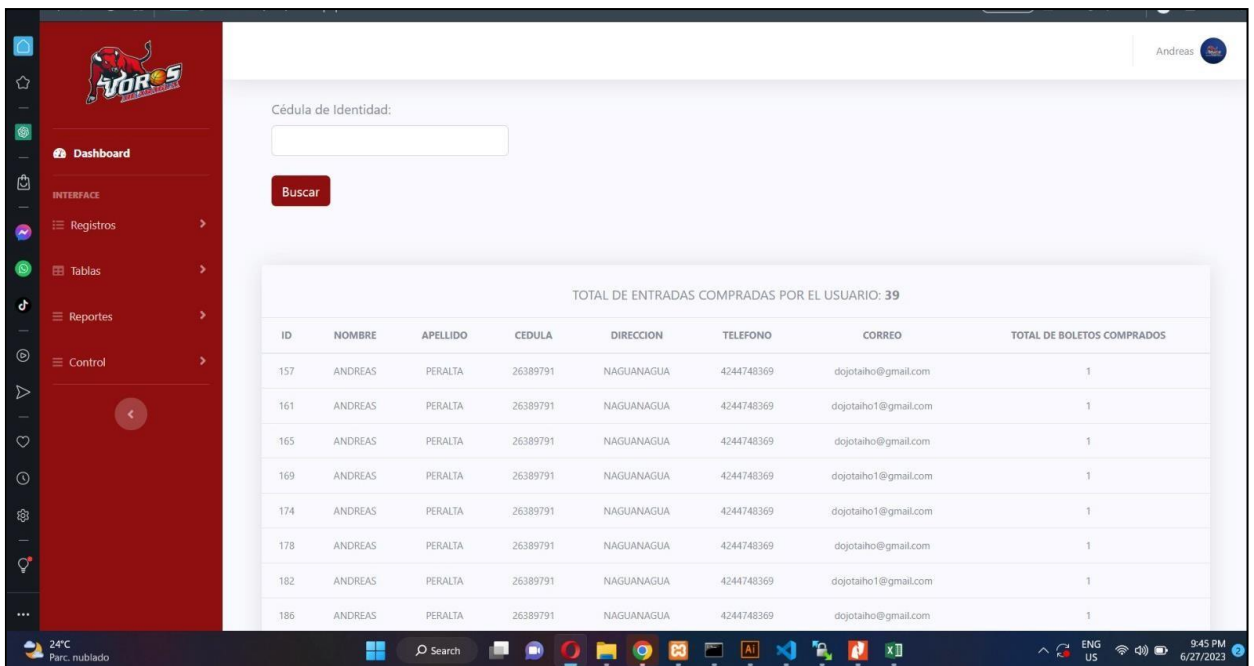 TOROS
Andreas
Cédula de Identidad:
Dashboard
Buscar
INTERFACE
Registros
Tablas
Reportes
Control
TOTAL DE ENTRADAS COMPRADAS POR EL USUARIO: 39
ID NOMBRE APELLIDO CEDULA DIRECCION TELEFONO CORREO TOTAL DE BOLETOS COMPRADOS
157 ANDREAS PERALTA 26389791 NAGUANAGUA 4244748369 dojotaiho@gmail.com 1
161 ANDREAS PERALTA 26389791 NAGUANAGUA 4244748369 dojotaiho1@gmail.com 1
165 ANDREAS PERALTA 26389791 NAGUANAGUA 4244748369 dojotaiho@gmail.com 1
169 ANDREAS PERALTA 26389791 NAGUANAGUA 4244748369 dojotaiho1@gmail.com 1
174 ANDREAS PERALTA 26389791 NAGUANAGUA 4244748369 dojotaiho1@gmail.com 1
178 ANDREAS PERALTA 26389791 NAGUANAGUA 4244748369 dojotaiho@gmail.com 1
182 ANDREAS PERALTA 26389791 NAGUANAGUA 4244748369 dojotaiho1@gmail.com 1
186 ANDREAS PERALTA 26389791 NAGUANAGUA 4244748369 dojotaiho@gmail.com 1
24°C
Parc. nublado
Search
Ai
ENG
US
9:45 PM
6/27/2023
2